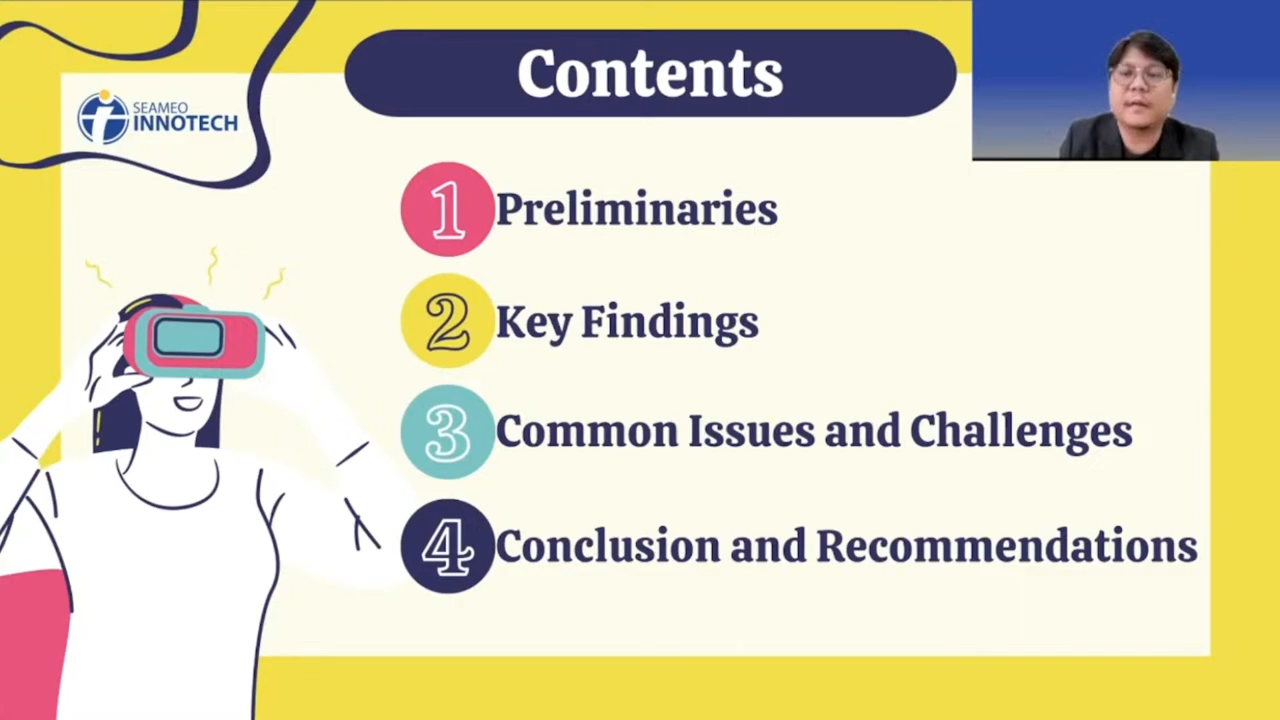 Contents
SEAMEO
INNOTECH
1 Preliminaries
2 Key Findings
3 Common Issues and Challenges
4 Conclusion and Recommendations